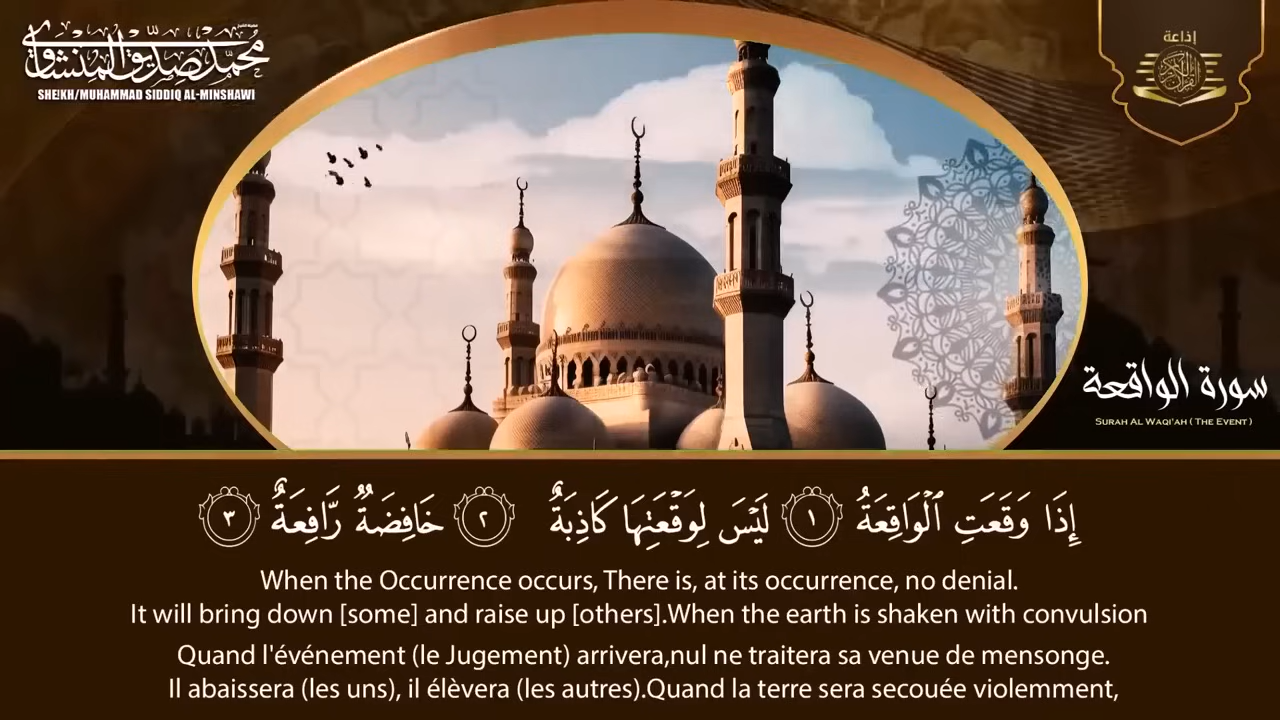 محمد صديق المنشاوي
SHEIKH/MUHAMMAD SIDDIQ AL-MINSHAWI
إذاعة
القرآن الكريم
سورة الواقعة
SURAH AL WAQI'AH ( THE EVENT )
إِذَا وَقَعَتِ ٱلْوَاقِعَةُ ١ لَيْسَ لِوَقْعَتِهَا كَاذِبَةٌ ٢ خَافِضَةٌ رَّافِعَةٌ ٣
When the Occurrence occurs, There is, at its occurrence, no denial.
It will bring down [some] and raise up [others].When the earth is shaken with convulsion
Quand l'événement (le Jugement) arrivera,nul ne traitera sa venue de mensonge.
Il abaissera (les uns), il élèvera (les autres).Quand la terre sera secouée violemment,